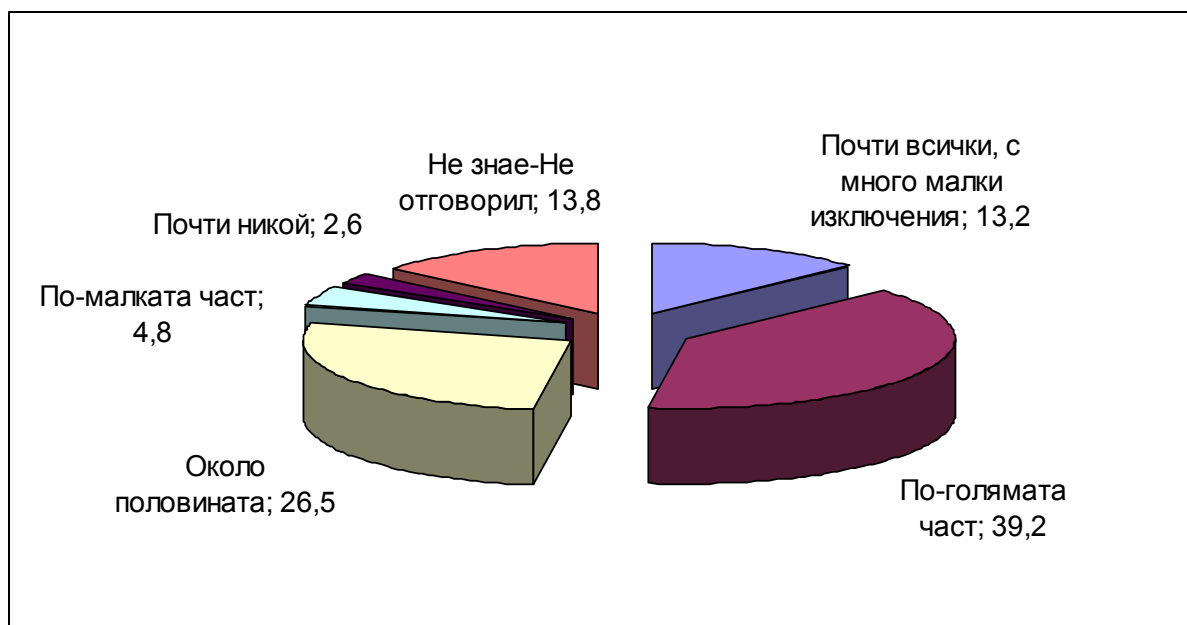 Не знае-Не
отговорил; 13,8
Почти всички, с
много малки
изключения; 13,2
Почти никой; 2,6
По-малката част;
4,8
Около
половината; 26,5
По-голямата
част; 39,2